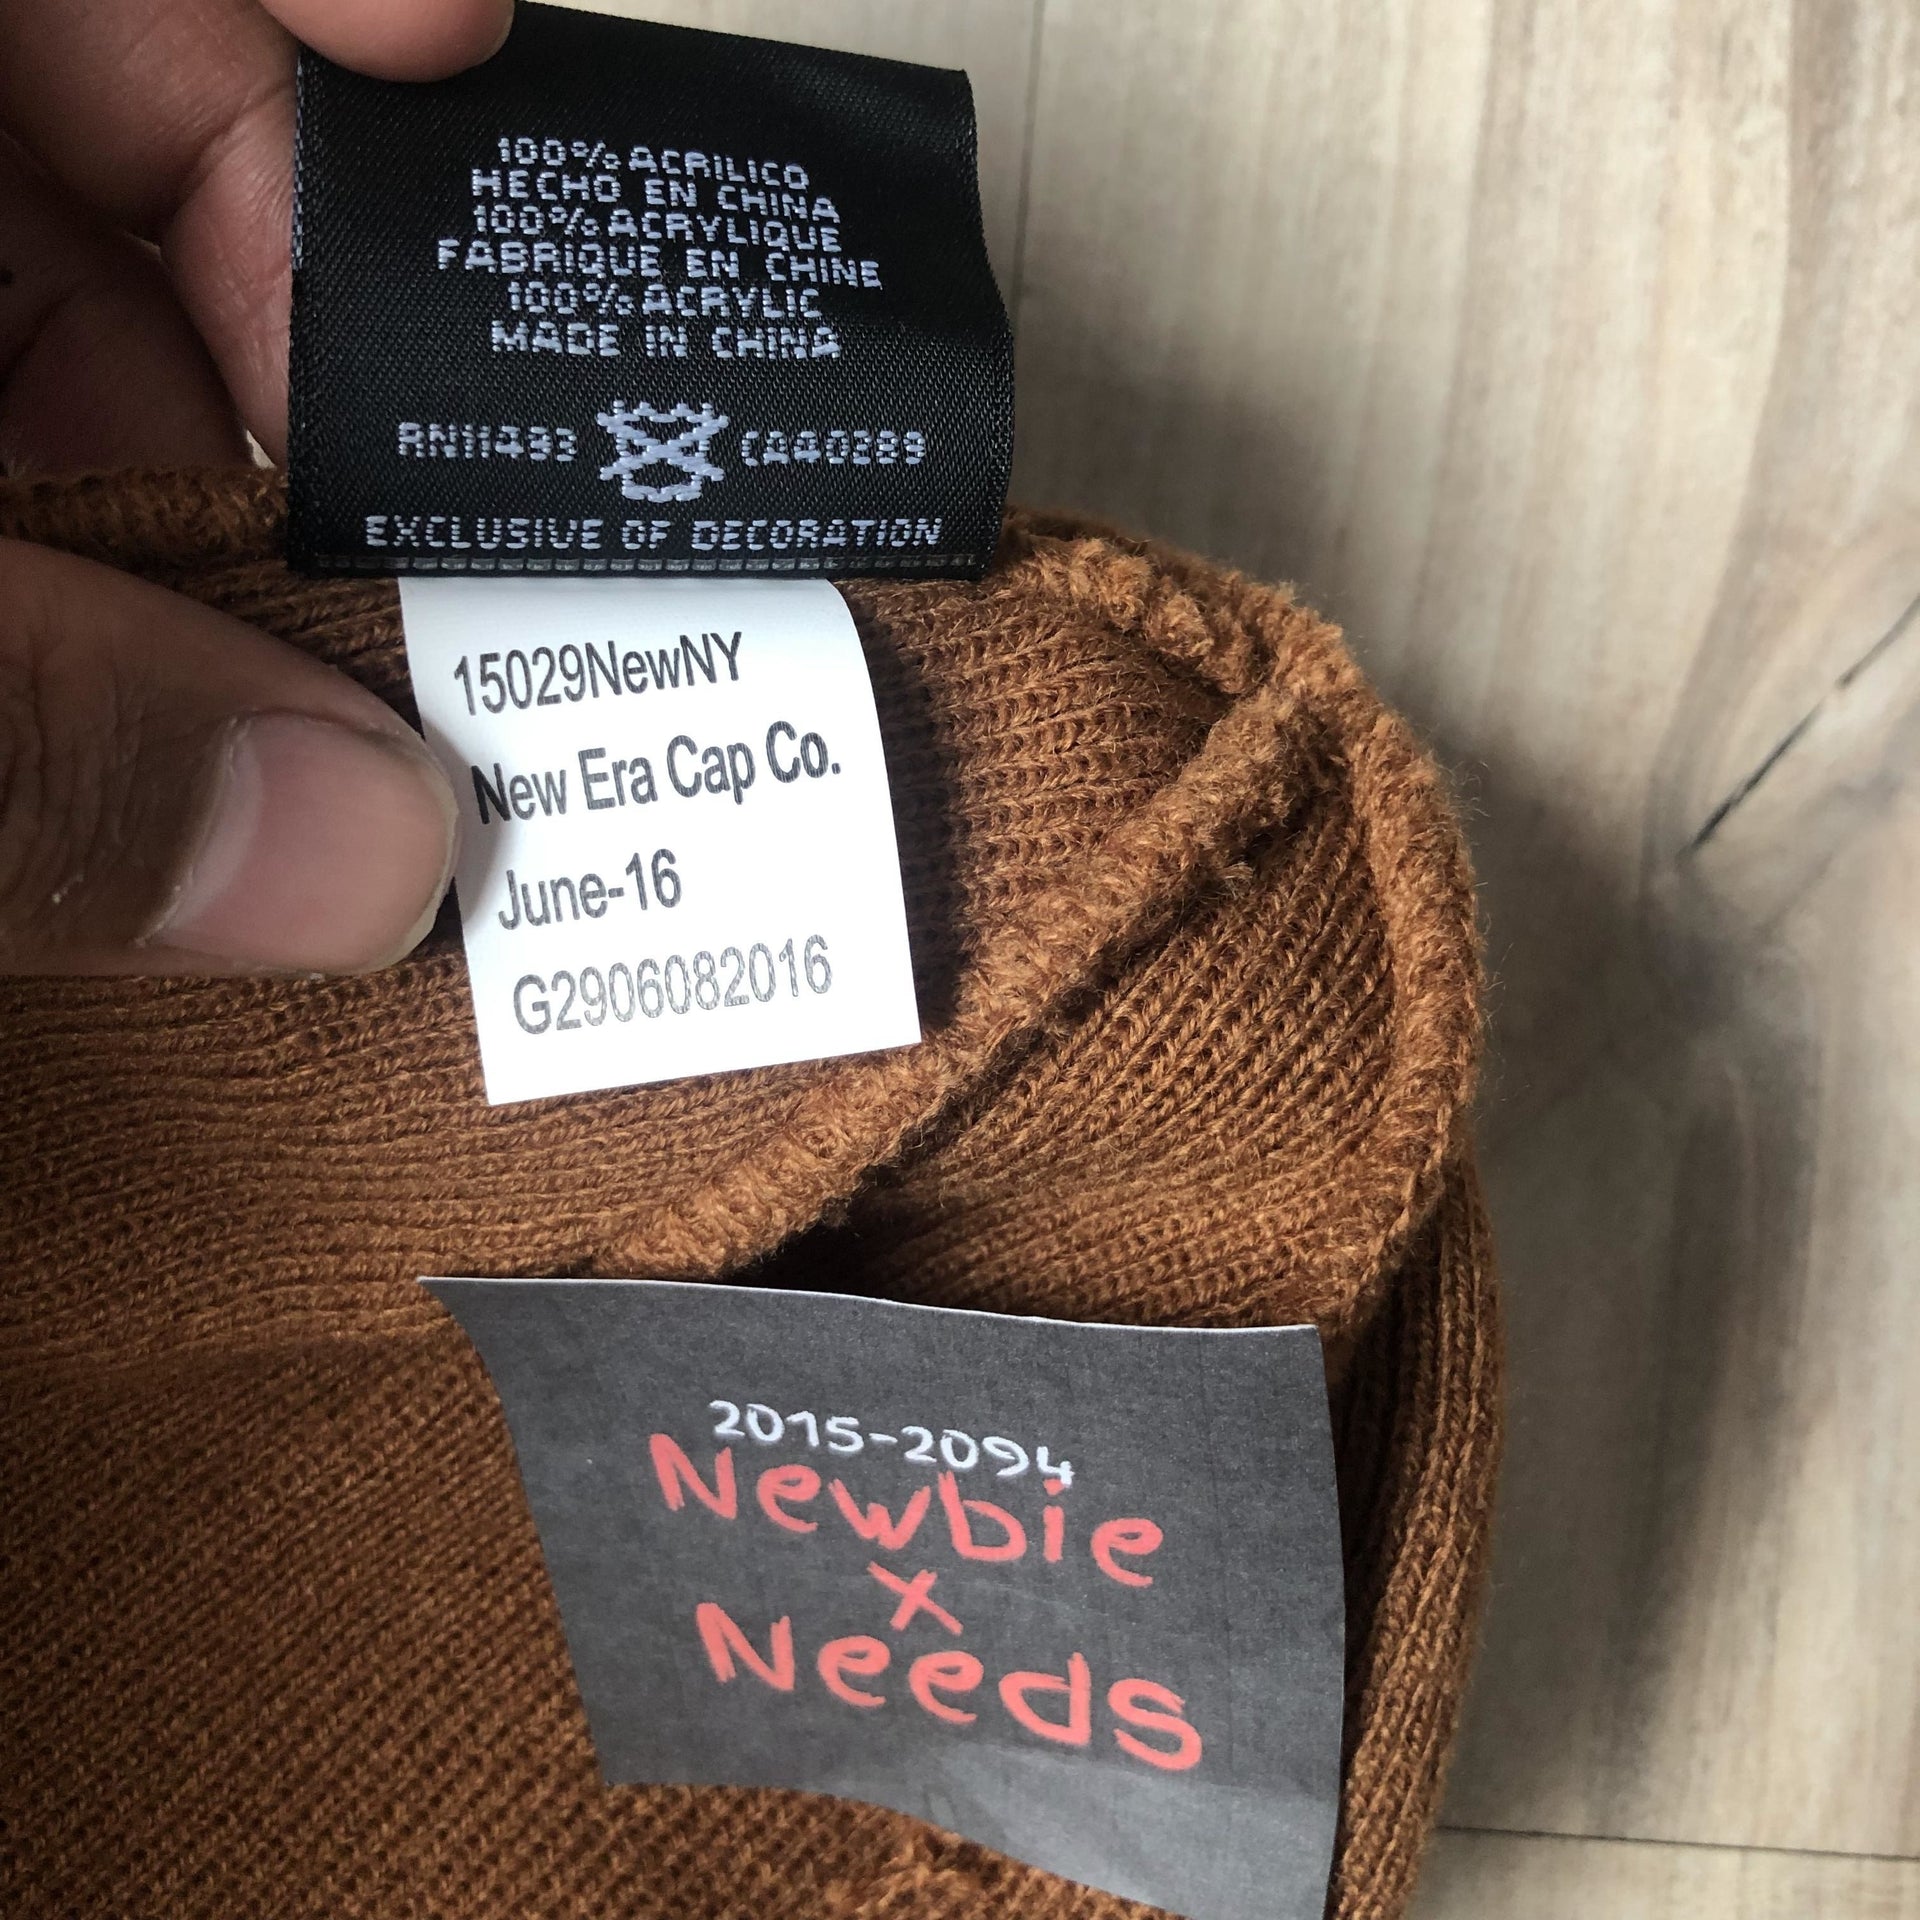 100% ACRILICO
HECHO EN CHINA
100% ACRYLIQUE
FABRIQUE EN CHINE
100% ACRYLIC
MADE IN CHINA
RN11493 CA40289
EXCLUSIVE OF DECORATION
15029NewNY
New Era Cap Co.
June-16
G2906082016
2015-2094
Newbie
x
Needs